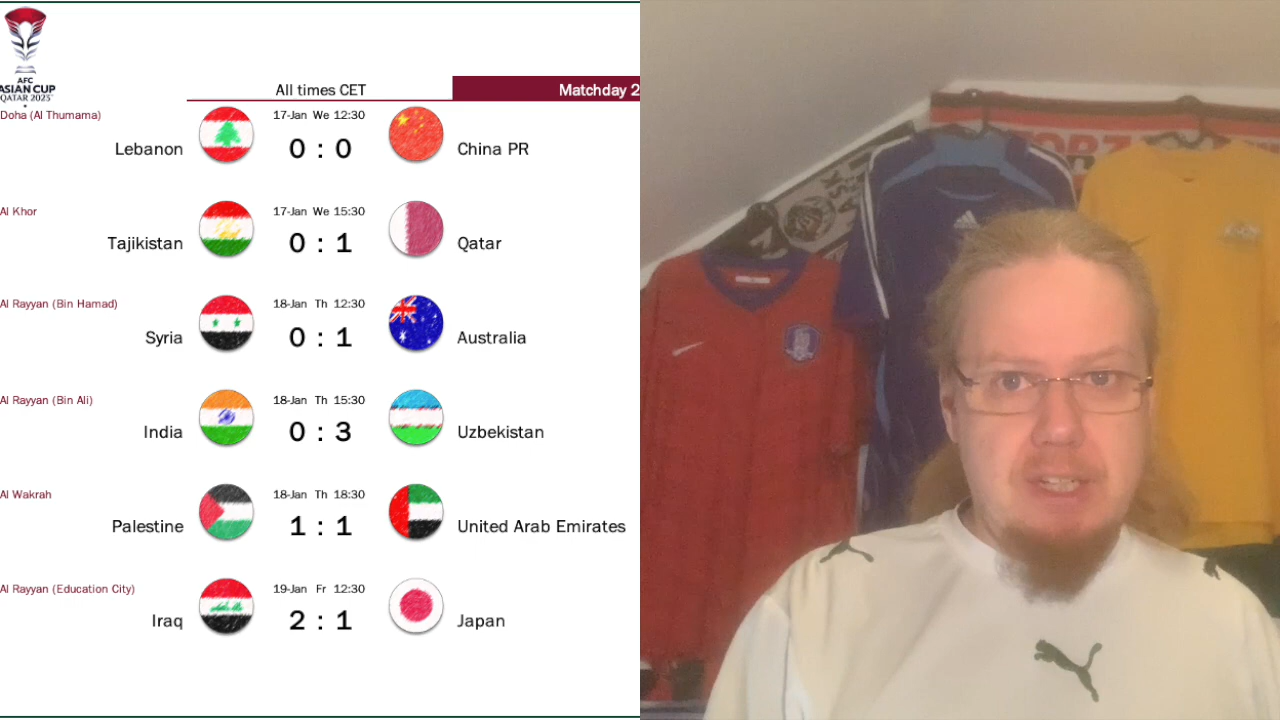 AFC
ASIAN CUP
QATAR 2023
All times CET
Matchday 2
Doha (Al Thumama)
17-Jan We 12:30
Lebanon
0 : 0
China PR
Al Khor
17-Jan We 15:30
Tajikistan
0 : 1
Qatar
Al Rayyan (Bin Hamad)
18-Jan Th 12:30
Syria
0 : 1
Australia
Al Rayyan (Bin Ali)
18-Jan Th 15:30
India
0 : 3
Uzbekistan
Al Wakrah
18-Jan Th 18:30
Palestine
1 : 1
United Arab Emirates
Al Rayyan (Education City)
19-Jan Fr 12:30
Iraq
2 : 1
Japan